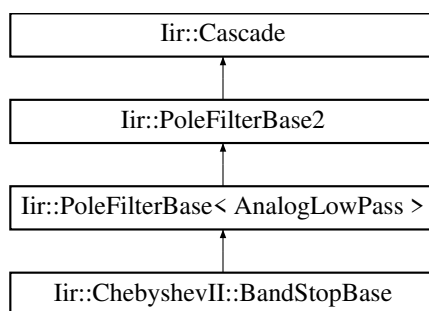 Iir::Cascade
Iir::PoleFilterBase2
Iir::PoleFilterBase< AnalogLowPass >
Iir::ChebyshevII::BandStopBase